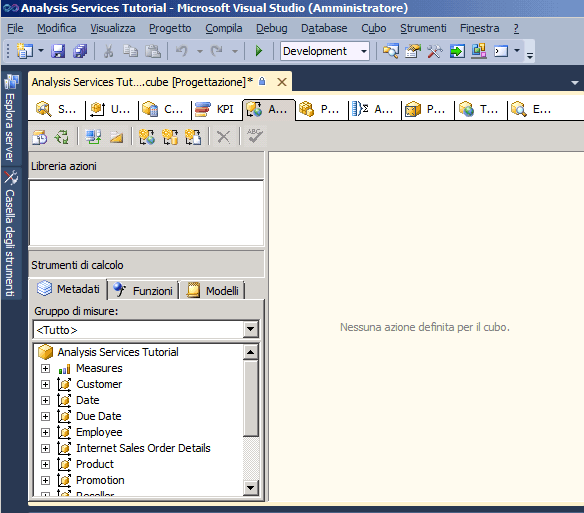 Analysis Services Tutorial - Microsoft Visual Studio (Amministratore)
File Modifica Visualizza Progetto Compila Debug Database Cubo Strumenti Finestra ?
Development
Analysis Services Tut....cube [Progettazione]*
S... U... C... KPI A... P... A... P... T... E...
ABC
Esplora server
Casella degli strumenti
Libreria azioni
Strumenti di calcolo
Metadati Funzioni Modelli
Gruppo di misure:
<Tutto>
Analysis Services Tutorial
Measures
Customer
Date
Due Date
Employee
Internet Sales Order Details
Product
Promotion
Reseller
Nessuna azione definita per il cubo.